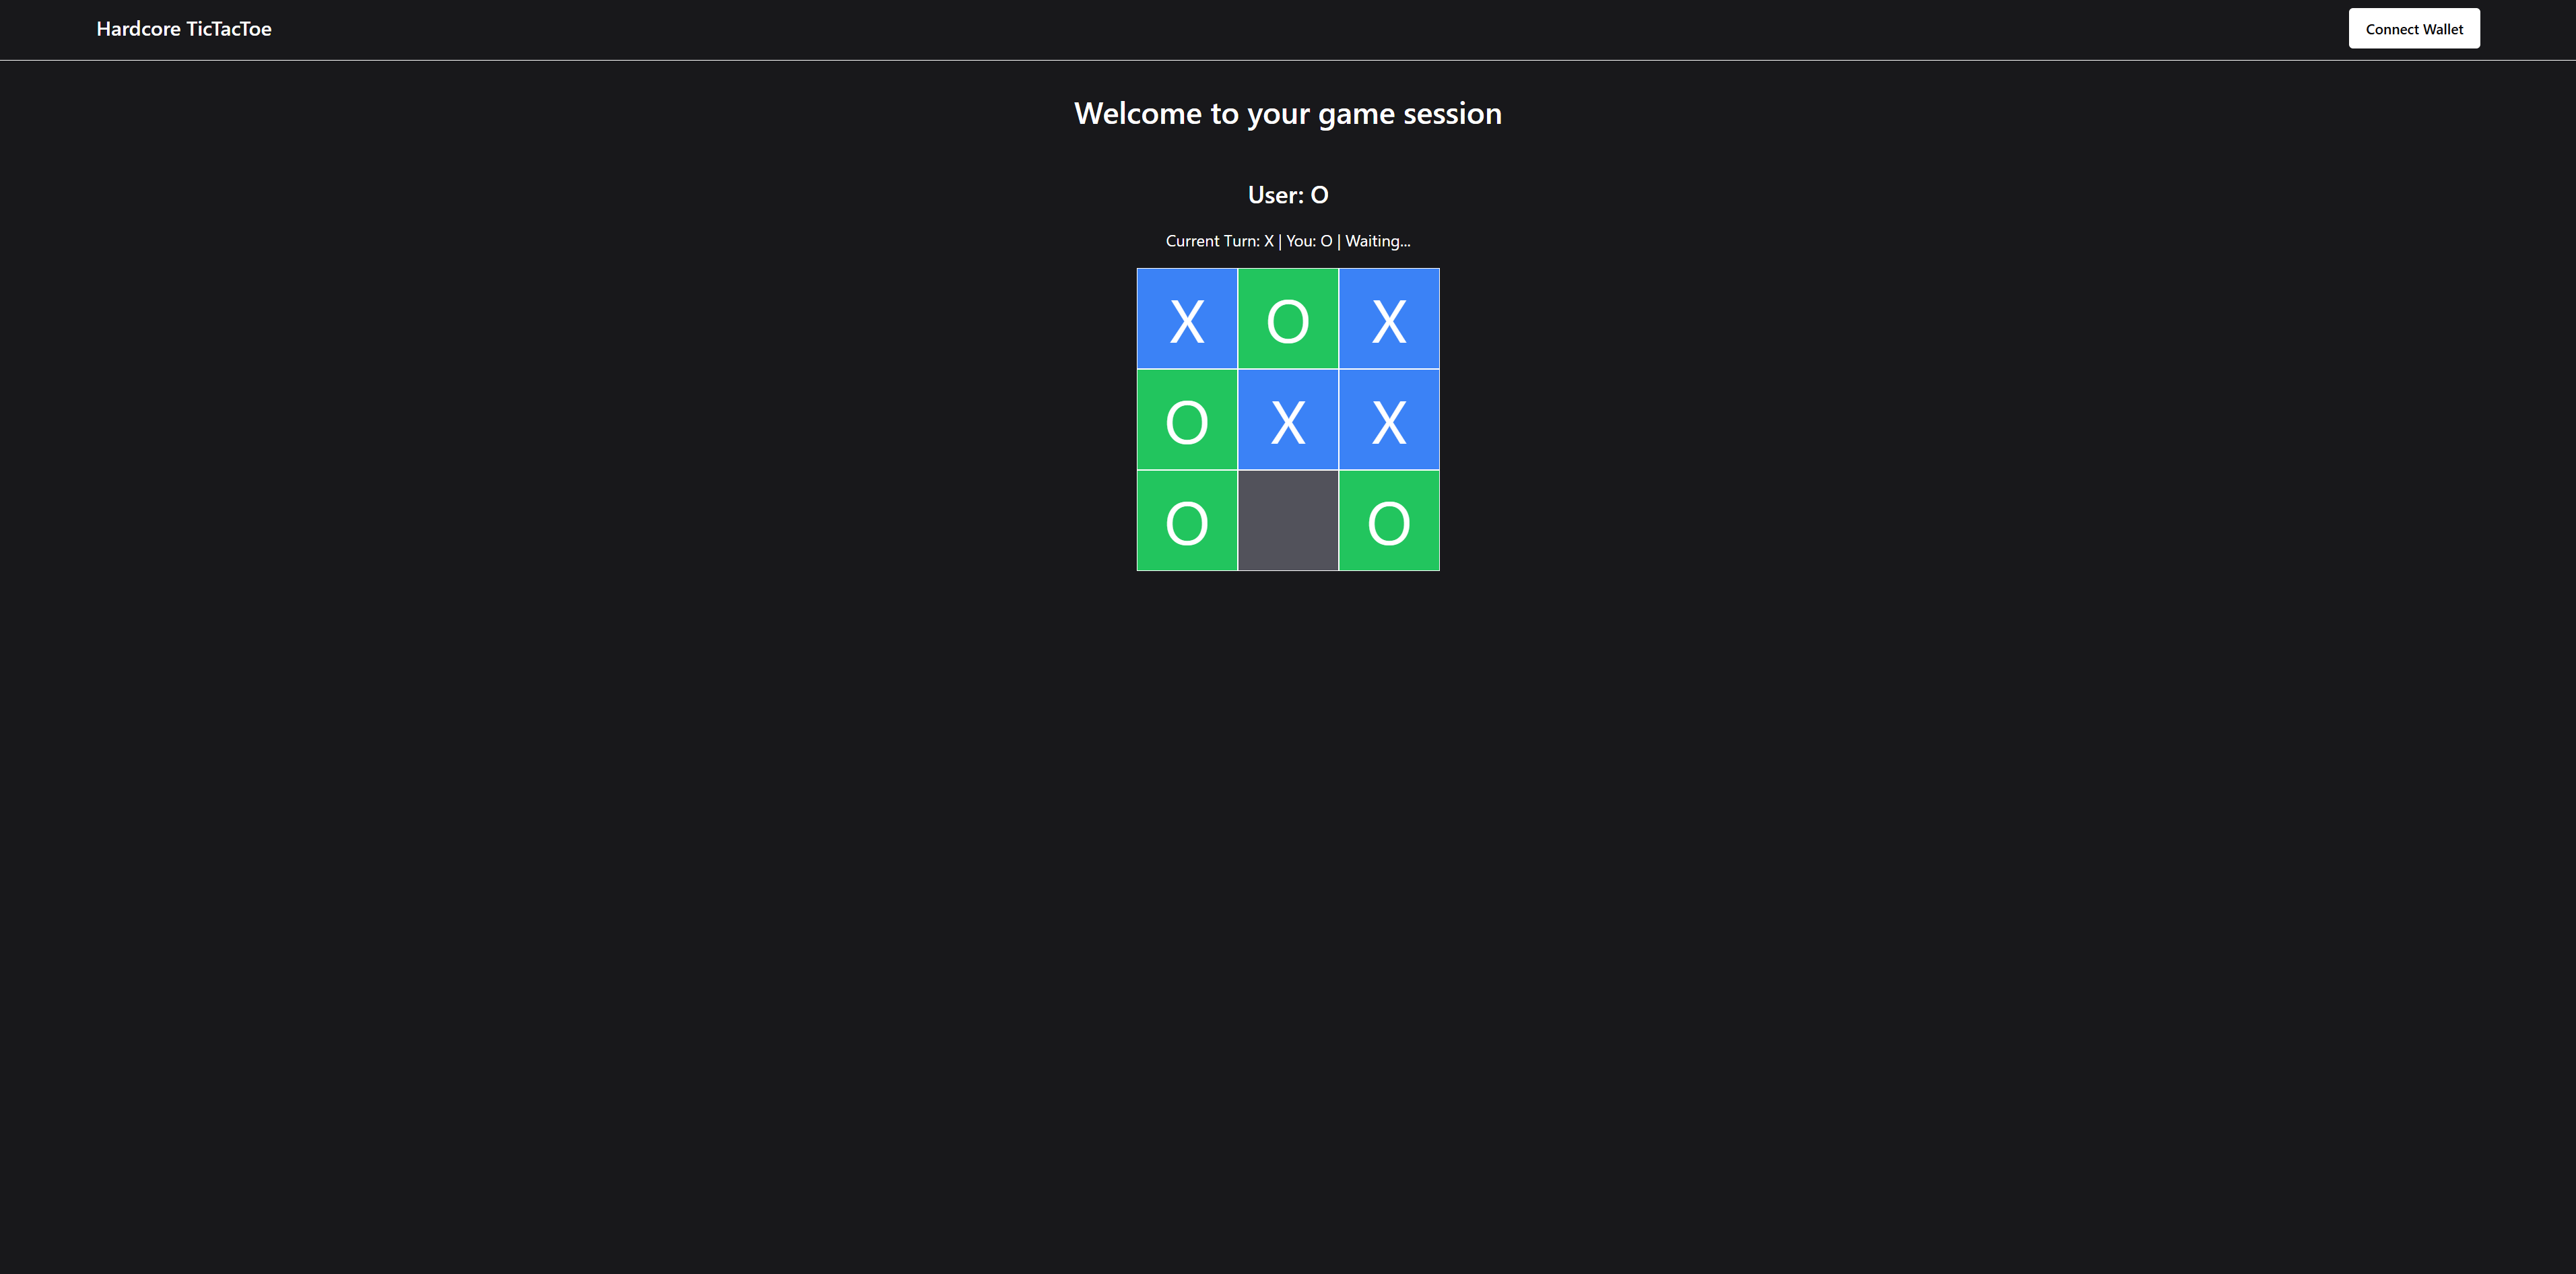 Hardcore TicTacToe
Connect Wallet
Welcome to your game session
User: O
Current Turn: X | You: O | Waiting...
X O X
O X X
O O